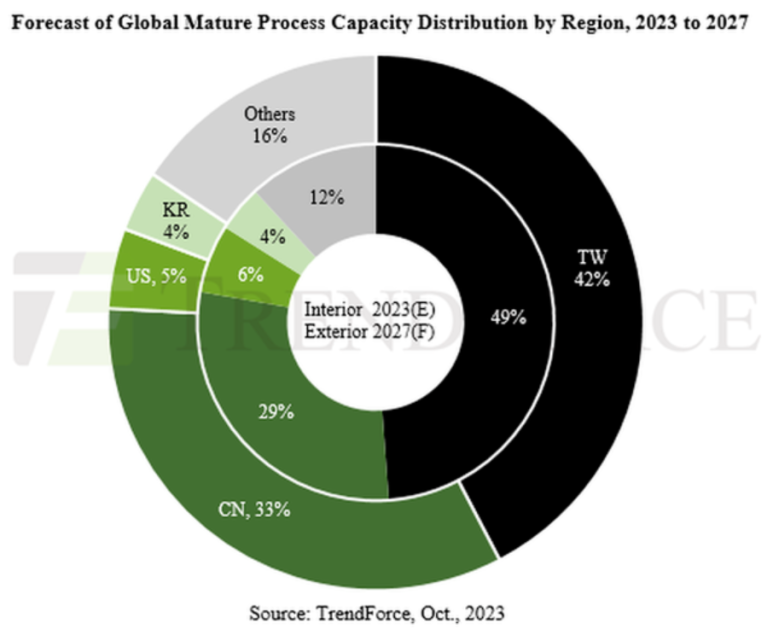 Forecast of Global Mature Process Capacity Distribution by Region, 2023 to 2027
Others
16%
12%
KR
4%
4%
TW
42%
US, 5%
6%
Interior 2023(E)
Exterior 2027(F)
49%
29%
CN, 33%
TRENDFORCE
Source: TrendForce, Oct., 2023